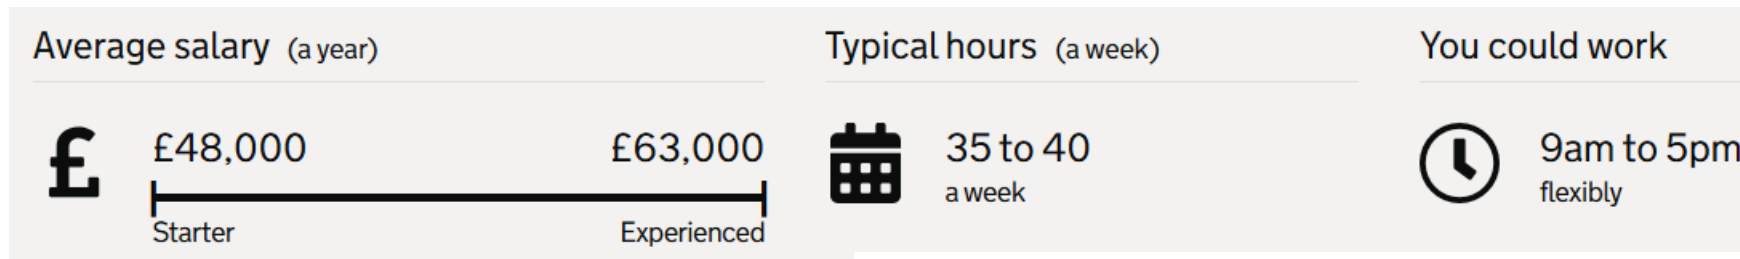 Average salary (a year)
£48,000 £63,000
Starter Experienced
Typical hours (a week)
35 to 40
a week
You could work
9am to 5pm
flexibly